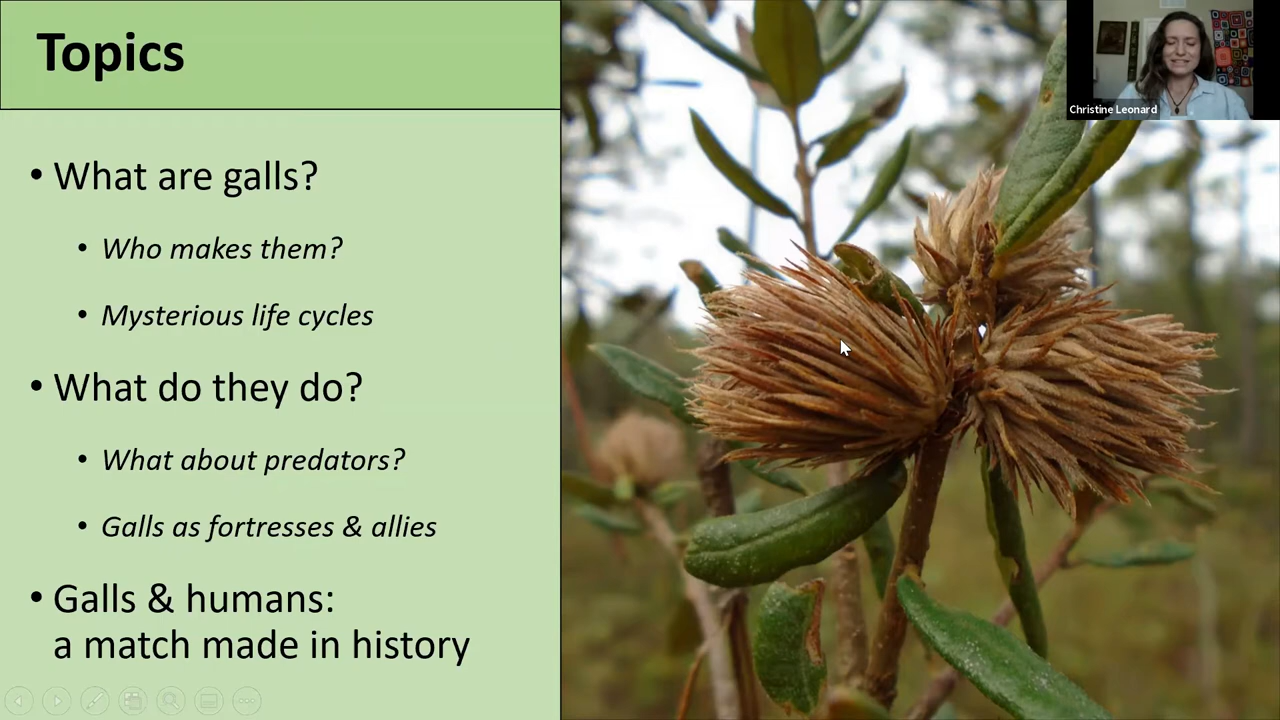 Topics
Christine Leonard
• What are galls?
• Who makes them?
• Mysterious life cycles
• What do they do?
• What about predators?
• Galls as fortresses & allies
• Galls & humans:
a match made in history